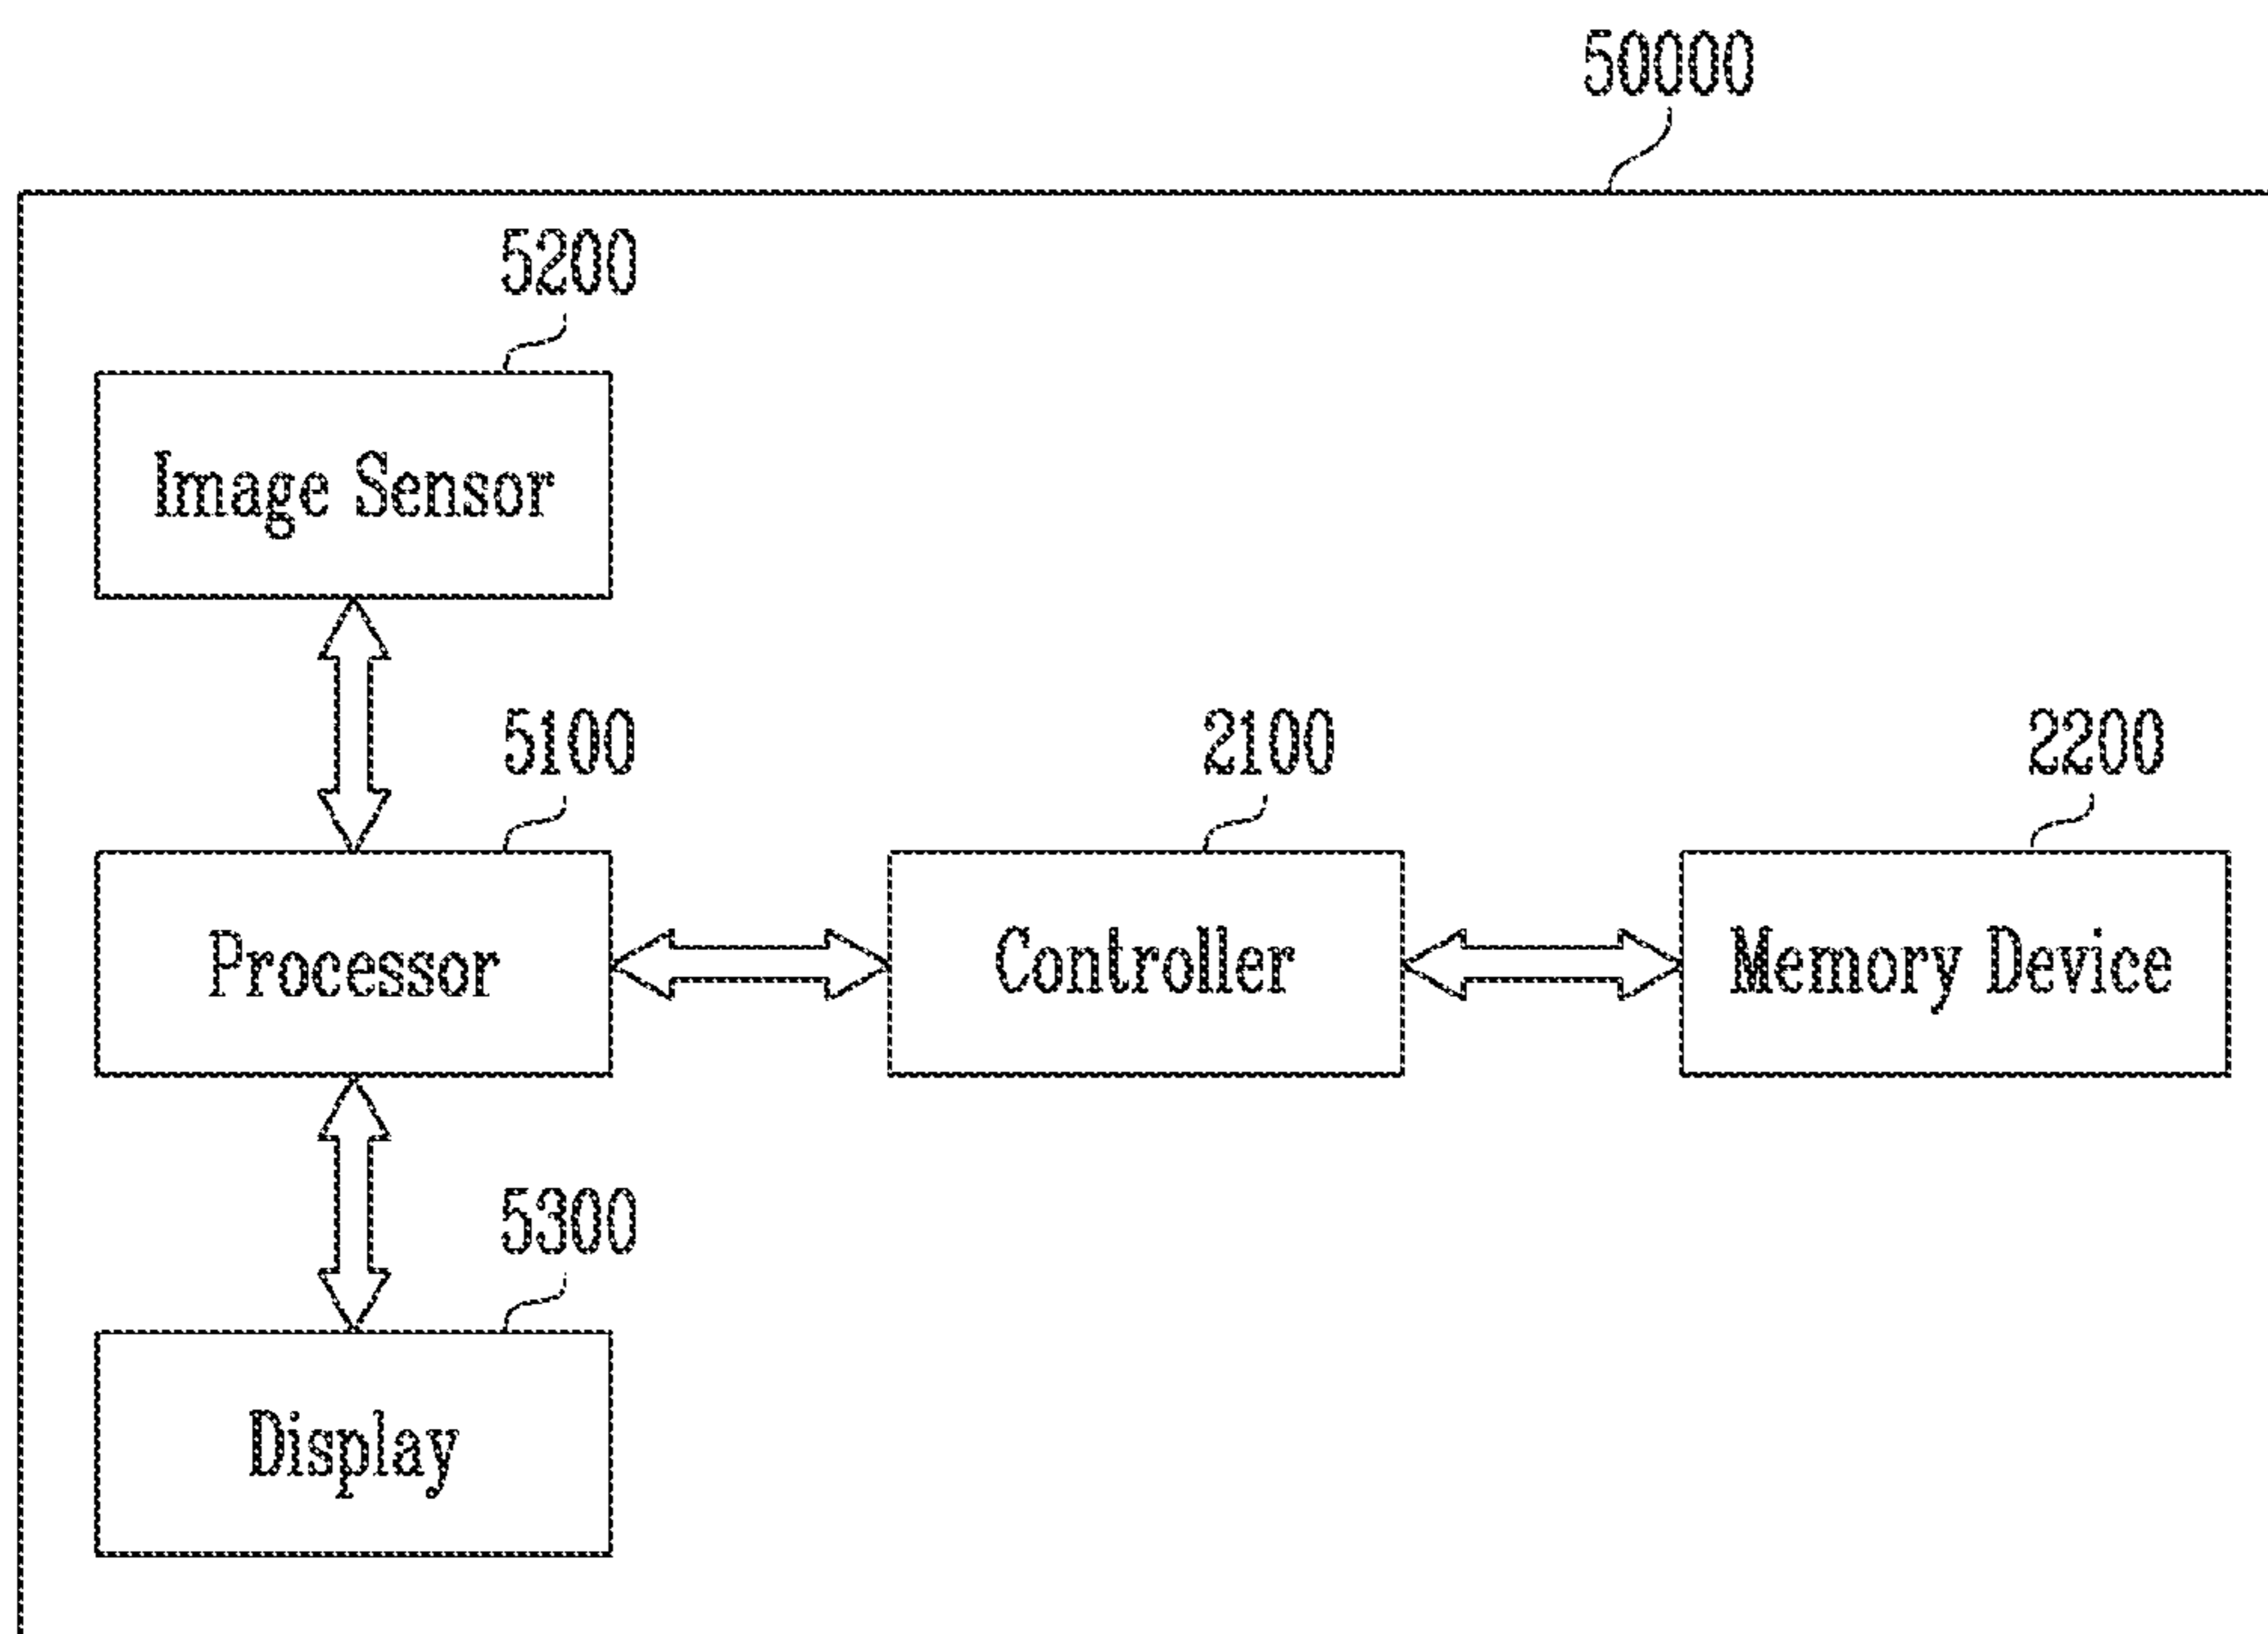 50000
5200
Image Sensor
5100
2100
2200
Processor
Controller
Memory Device
5300
Display